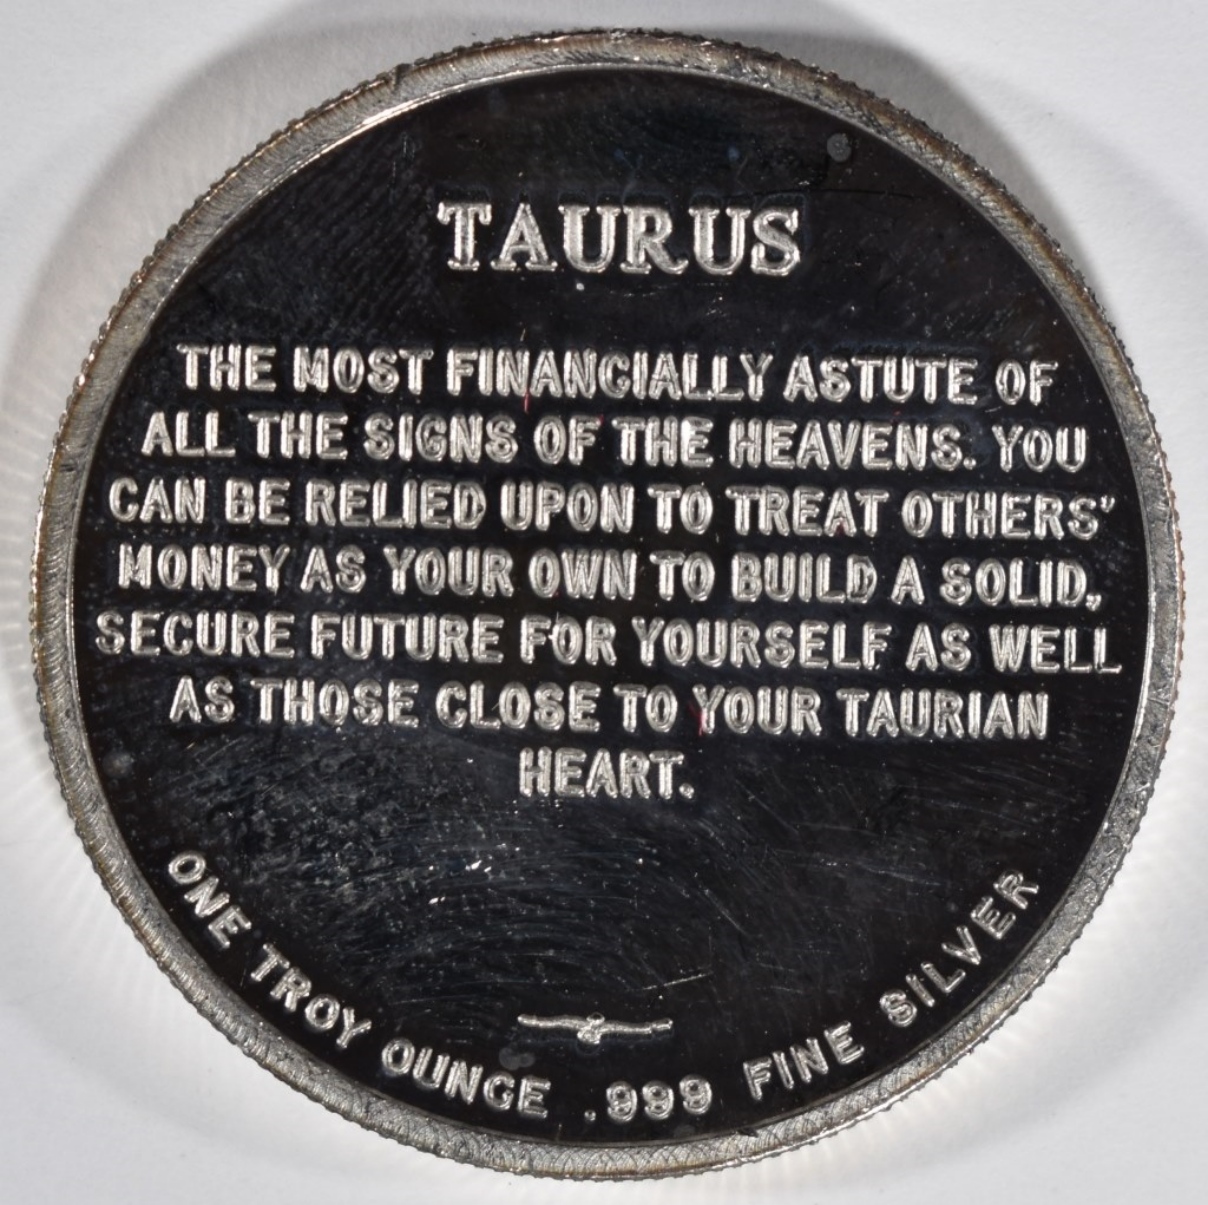 TAURUS
THE MOST FINANCIALLY ASTUTE OF
ALL THE SIGNS OF THE HEAVENS. YOU
CAN BE RELIED UPON TO TREAT OTHERS'
MONEY AS YOUR OWN TO BUILD A SOLID,
SECURE FUTURE FOR YOURSELF AS WELL
AS THOSE CLOSE TO YOUR TAURIAN
HEART.
ONE TROY OUNCE .999 FINE SILVER